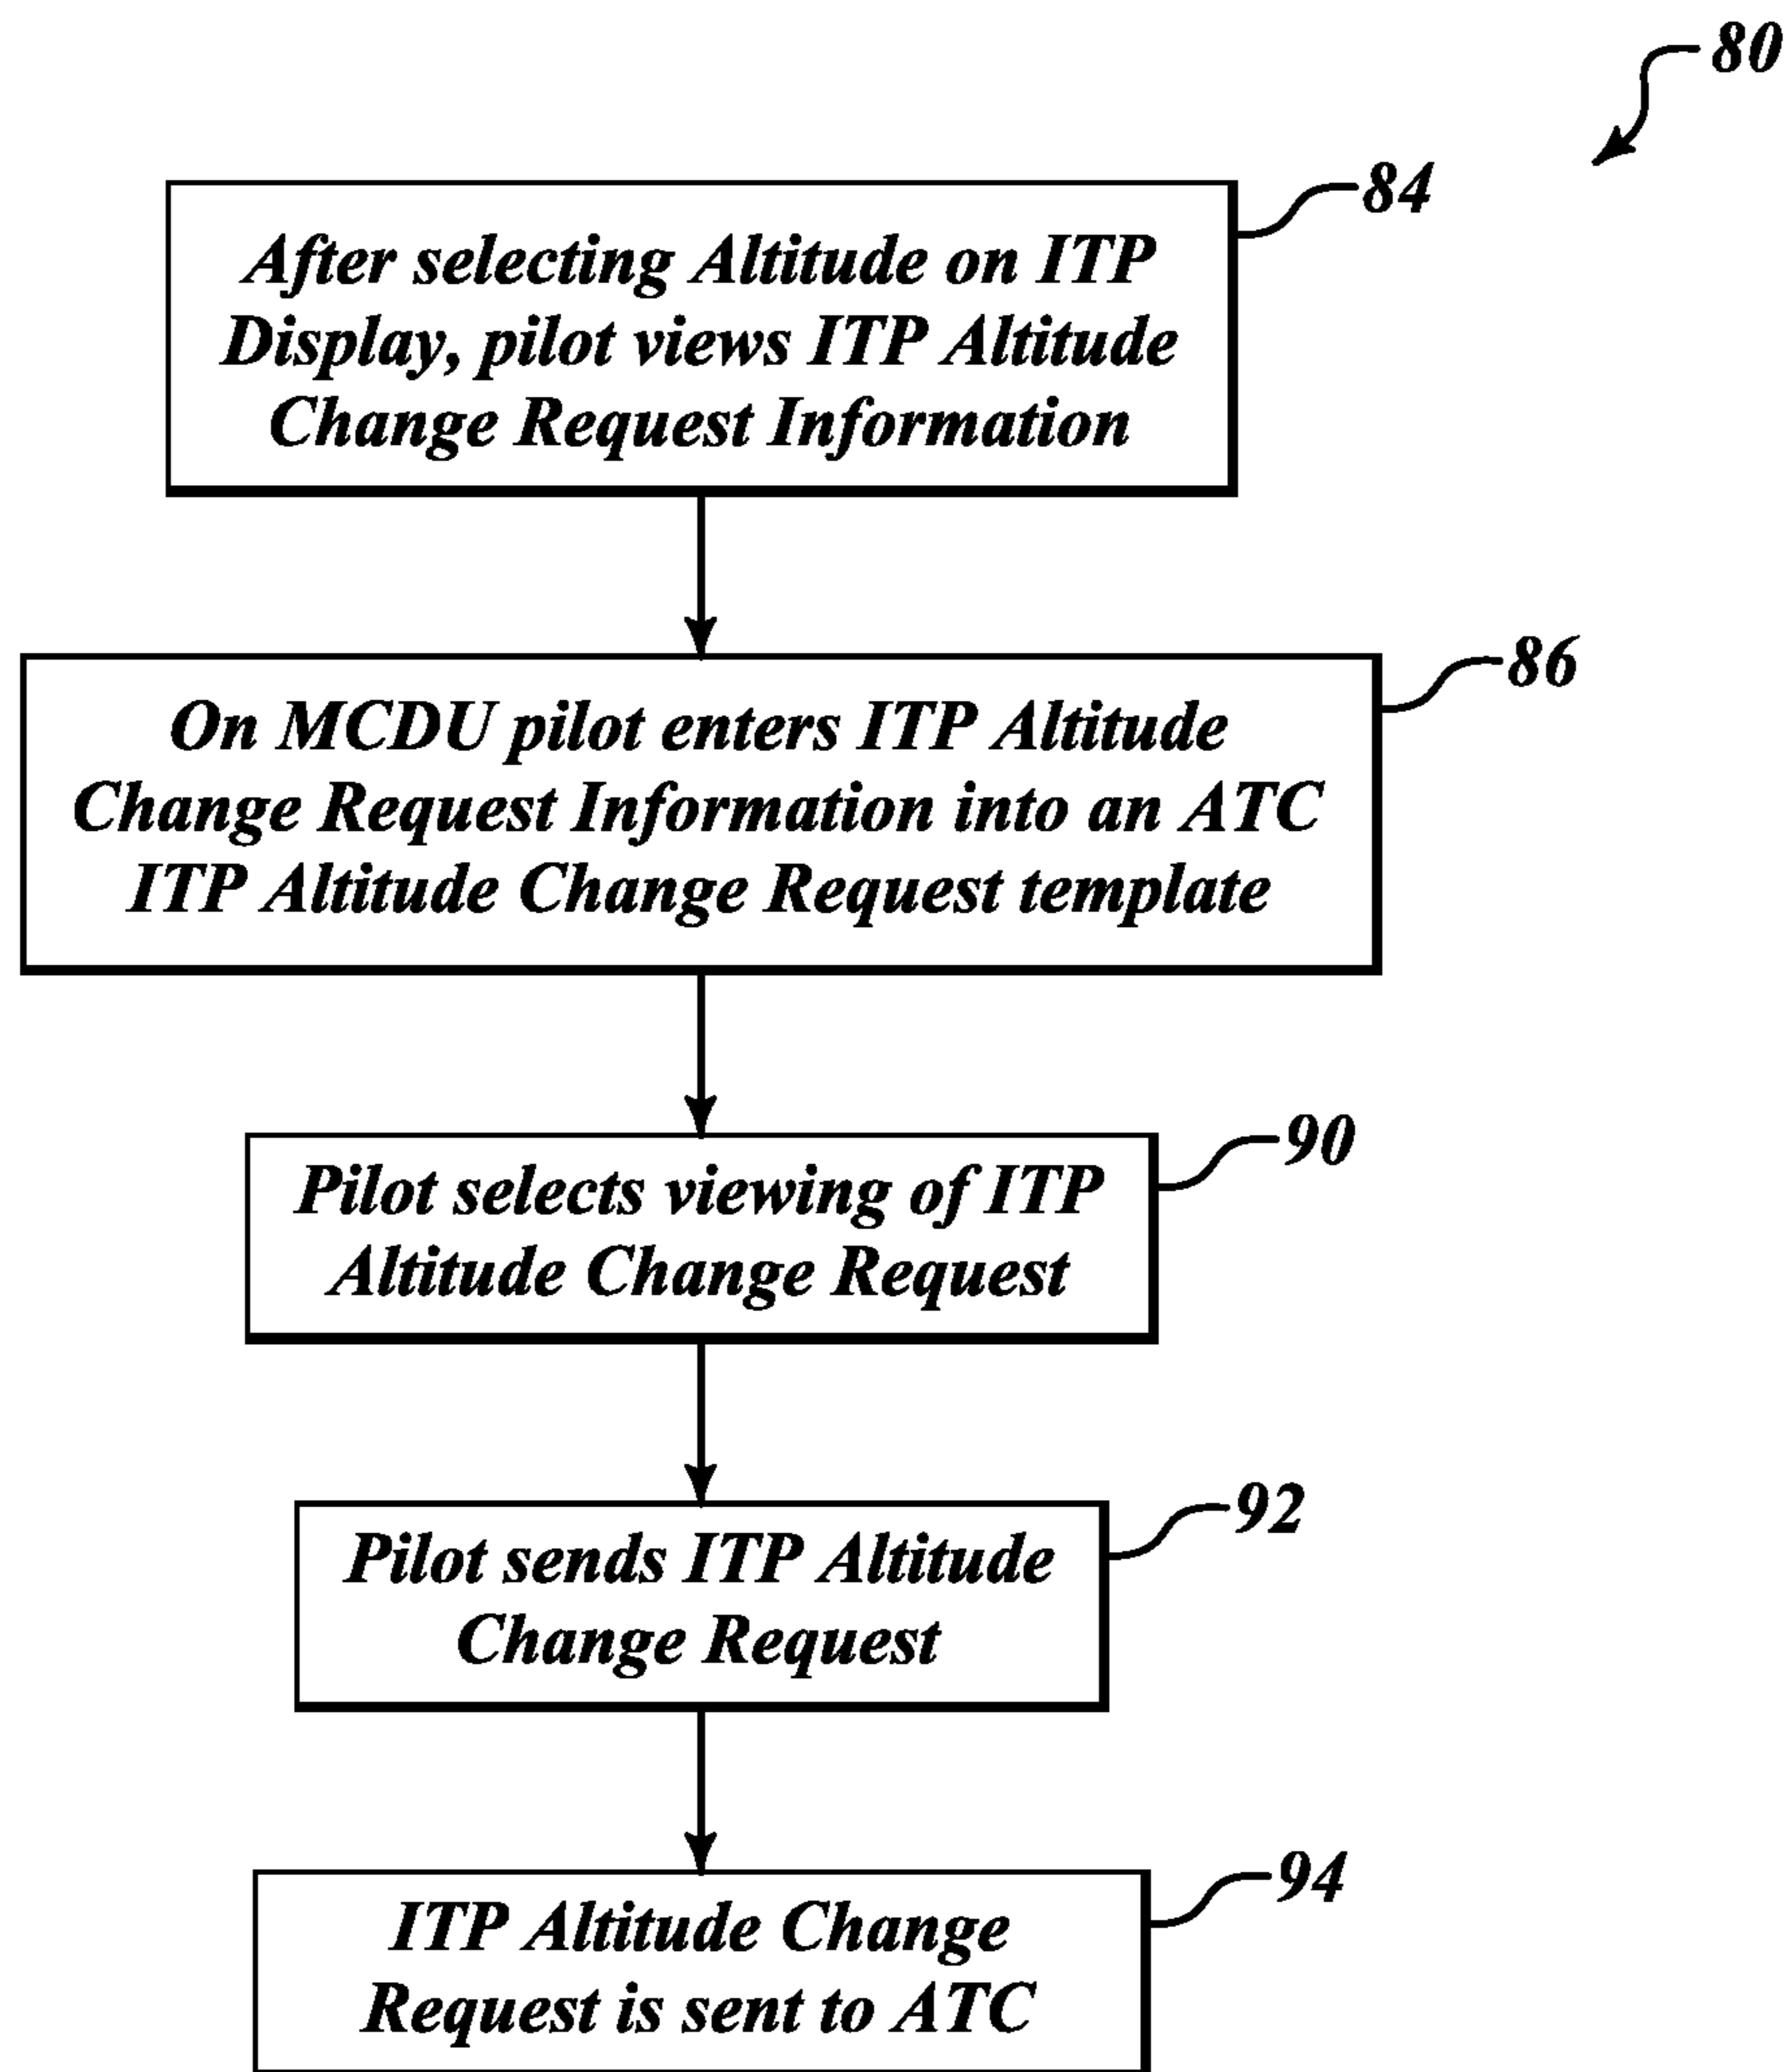 80
84
After selecting Altitude on ITP
Display, pilot views ITP Altitude
Change Request Information
86
On MCDU pilot enters ITP Altitude
Change Request Information into an ATC
ITP Altitude Change Request template
90
Pilot selects viewing of ITP
Altitude Change Request
92
Pilot sends ITP Altitude
Change Request
94
ITP Altitude Change
Request is sent to ATC